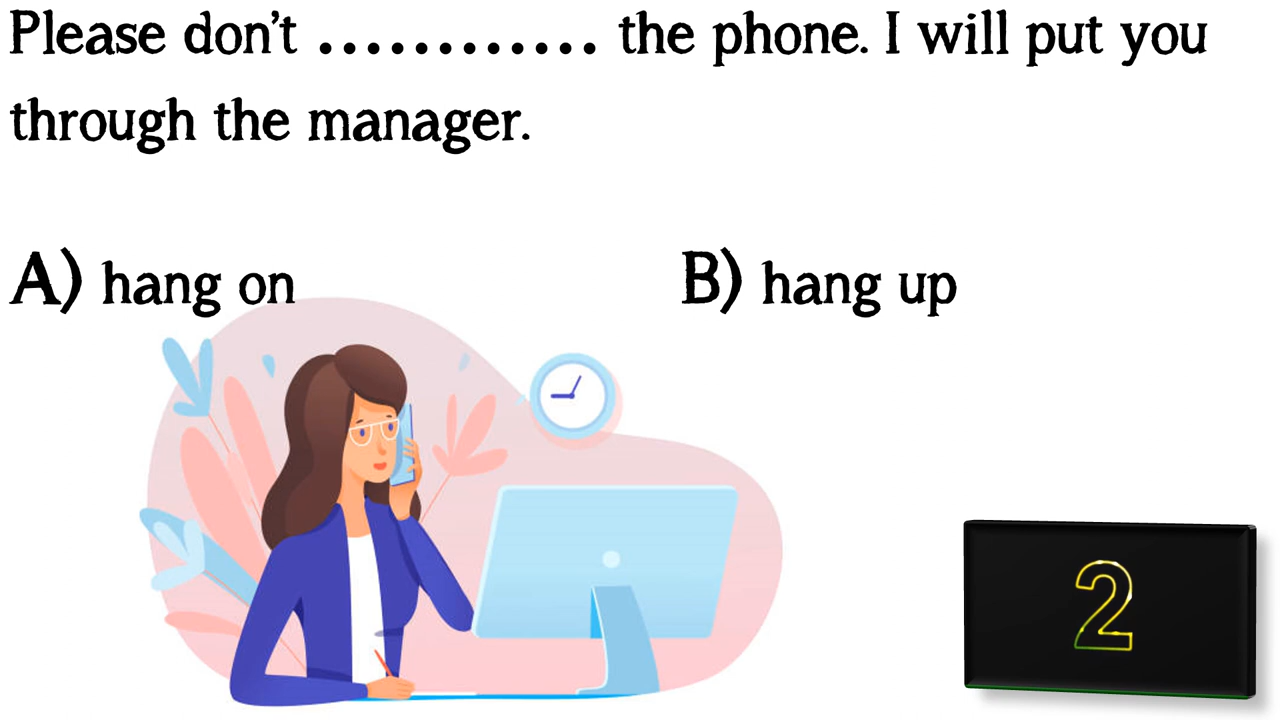 Please don't ............ the phone. I will put you
through the manager.
A) hang on B) hang up
2